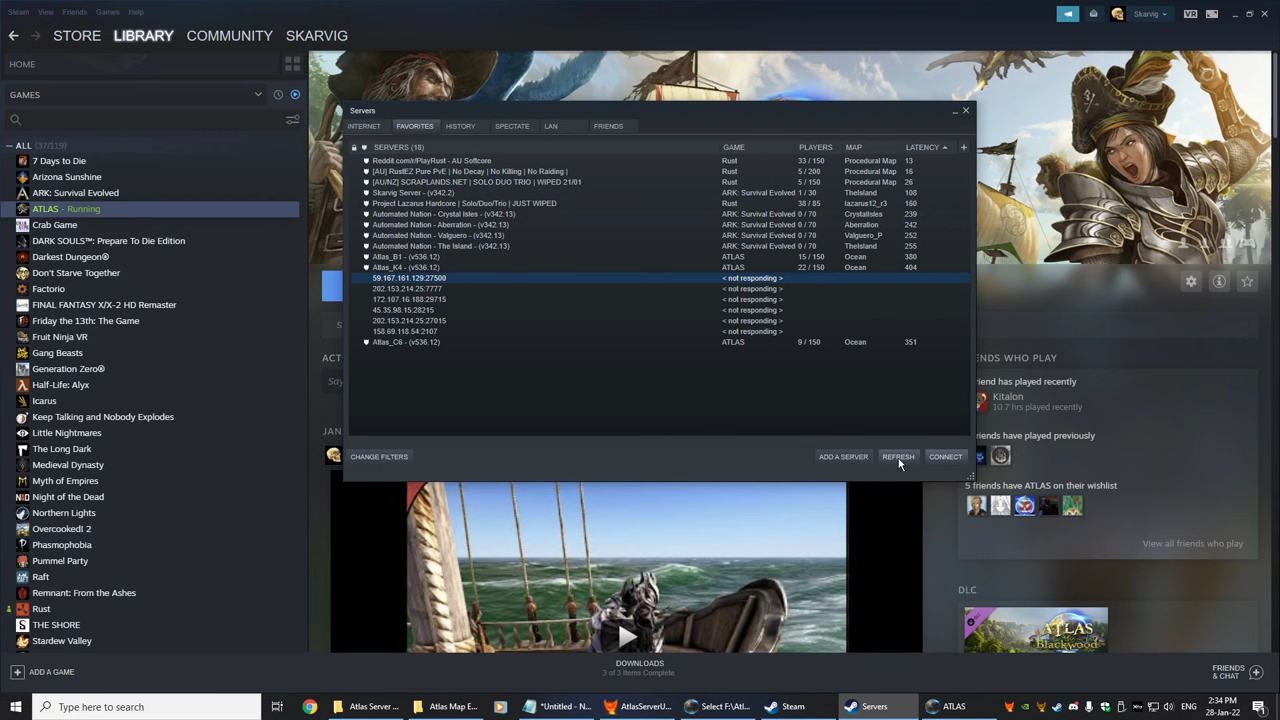 Steam View Friends Games Help
Skarvig
STORE LIBRARY COMMUNITY SKARVIG
HOME
GAMES
ALL (37/119)
7 Days to Die
Arizona Sunshine
ARK: Survival Evolved
ATLAS - Running
Crab Game
DARK SOULS™: Prepare To Die Edition
Darkest Dungeon®
Don't Starve Together
Factorio
FINAL FANTASY X/X-2 HD Remaster
Friday the 13th: The Game
Fruit Ninja VR
Gang Beasts
Generation Zero®
Half-Life: Alyx
Icarus
Keep Talking and Nobody Explodes
Little Nightmares
The Long Dark
Medieval Dynasty
Myth of Empires
Night of the Dead
Northern Lights
Overcooked! 2
Phasmophobia
Pummel Party
Raft
Remnant: From the Ashes
Rust
THE SHORE
Stardew Valley
ADD A GAME
Servers
INTERNET FAVORITES HISTORY SPECTATE LAN FRIENDS
SERVERS (18) GAME PLAYERS MAP LATENCY
Reddit.com/r/PlayRust - AU Softcore Rust 33 / 150 Procedural Map 13
[AU] RustEZ Pure PvE | No Decay | No Killing | No Raiding | Rust 5 / 200 Procedural Map 16
[AU/NZ] SCRAPLANDS.NET | SOLO DUO TRIO | WIPED 21/01 Rust 5 / 150 Procedural Map 26
Skarvig Server - (v342.2) ARK: Survival Evolved 1 / 30 TheIsland 108
Project Lazarus Hardcore | Solo/Duo/Trio | JUST WIPED Rust 38 / 85 lazarus12_r3 160
Automated Nation - Crystal Isles - (v342.13) ARK: Survival Evolved 0 / 70 CrystalIsles 239
Automated Nation - Aberration - (v342.13) ARK: Survival Evolved 0 / 70 Aberration 242
Automated Nation - Valguero - (v342.13) ARK: Survival Evolved 0 / 70 Valguero_P 252
Automated Nation - The Island - (v342.13) ARK: Survival Evolved 0 / 70 TheIsland 255
Atlas_B1 - (v536.12) ATLAS 15 / 150 Ocean 380
Atlas_K4 - (v536.12) ATLAS 22 / 150 Ocean 404
59.167.161.129:27500 < not responding >
202.153.214.25:7777 < not responding >
172.107.16.188:29715 < not responding >
45.35.98.15:28215 < not responding >
202.153.214.25:27015 < not responding >
158.69.118.54:2107 < not responding >
Atlas_C6 - (v536.12) ATLAS 9 / 150 Ocean 351
CHANGE FILTERS ADD A SERVER REFRESH CONNECT
ACT
Say
JAN
ENDS WHO PLAY
riend has played recently
Kitalon
10.7 hrs played recently
riends have played previously
5 friends have ATLAS on their wishlist
View all friends who play
DLC
ATLAS
Blackwood
DOWNLOADS
3 of 3 Items Complete
FRIENDS
& CHAT
Type here to search
Atlas Server ...
Atlas Map E...
*Untitled - N...
AtlasServerU...
Select F:\Atl...
Steam
Servers
ATLAS
ENG
2:34 PM
28-Jan-22